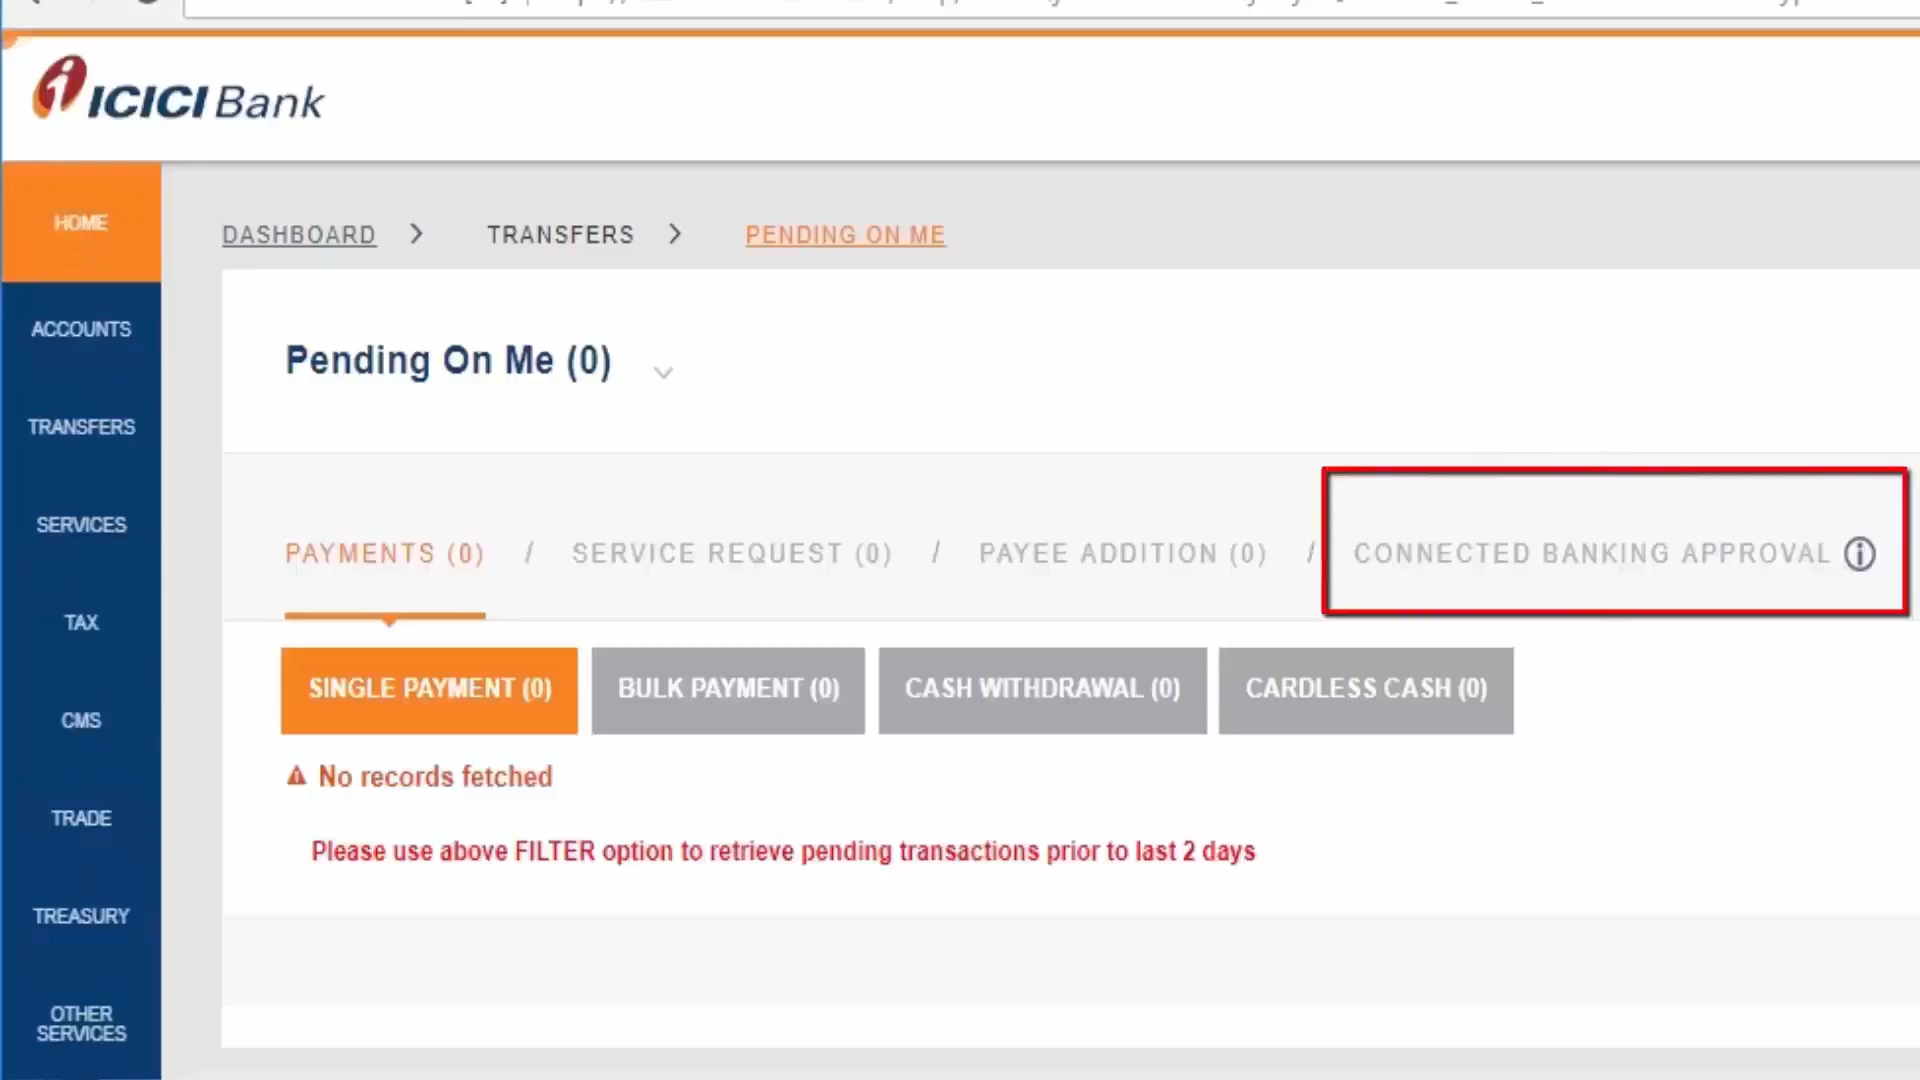 ICICI Bank
HOME
ACCOUNTS
TRANSFERS
SERVICES
TAX
CMS
TRADE
TREASURY
OTHER
SERVICES
DASHBOARD > TRANSFERS > PENDING ON ME
Pending On Me (0)
PAYMENTS (0) / SERVICE REQUEST (0) / PAYEE ADDITION (0) / CONNECTED BANKING APPROVAL
SINGLE PAYMENT (0) BULK PAYMENT (0) CASH WITHDRAWAL (0) CARDLESS CASH (0)
No records fetched
Please use above FILTER option to retrieve pending transactions prior to last 2 days